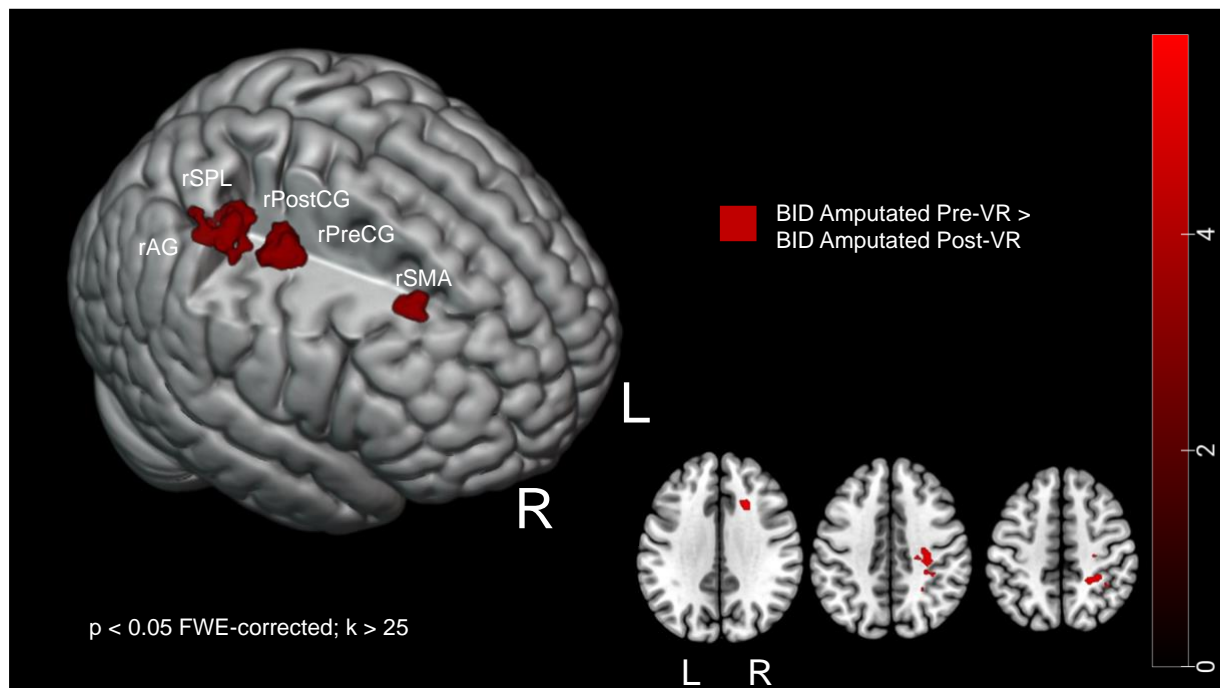 rSPL
rPostCG
rAG
rPreCG
rSMA
BID Amputated Pre-VR >
BID Amputated Post-VR
4
2
0
L
R
p < 0.05 FWE-corrected; k > 25
L R